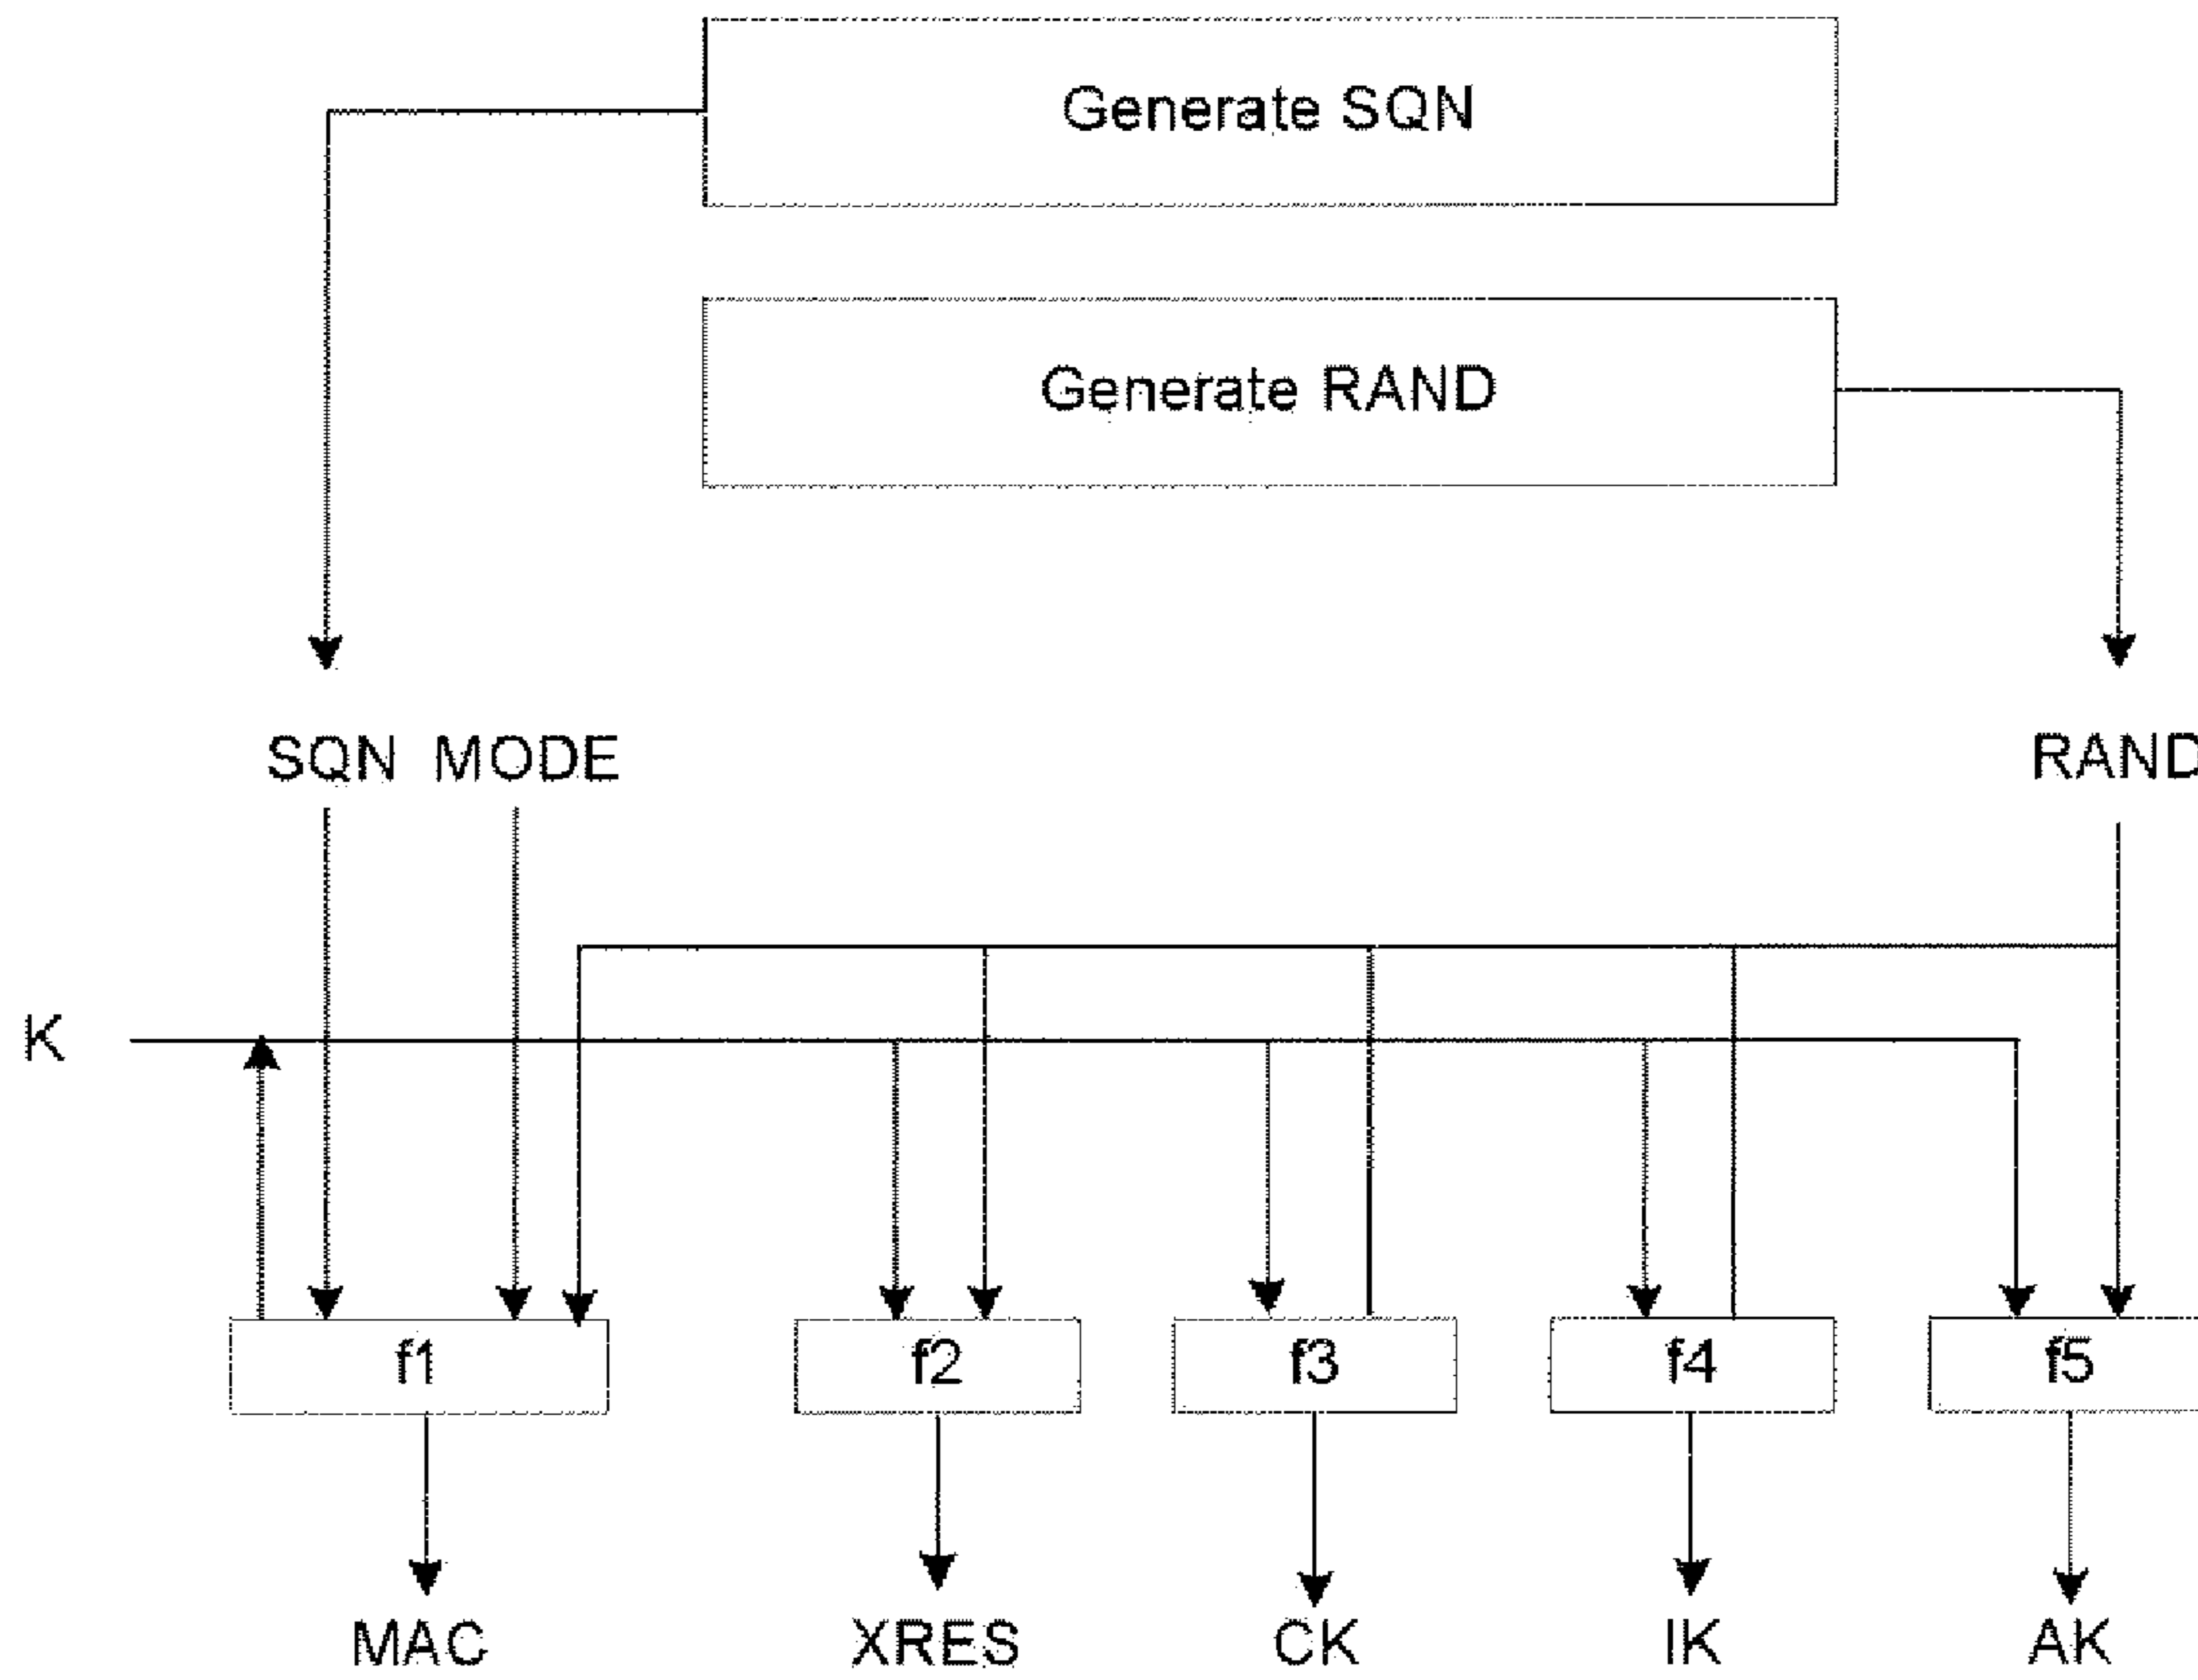 Generate SQN
Generate RAND
SQN MODE
RAND
K
f1
f2
f3
f4
f5
MAC
XRES
CK
IK
AK